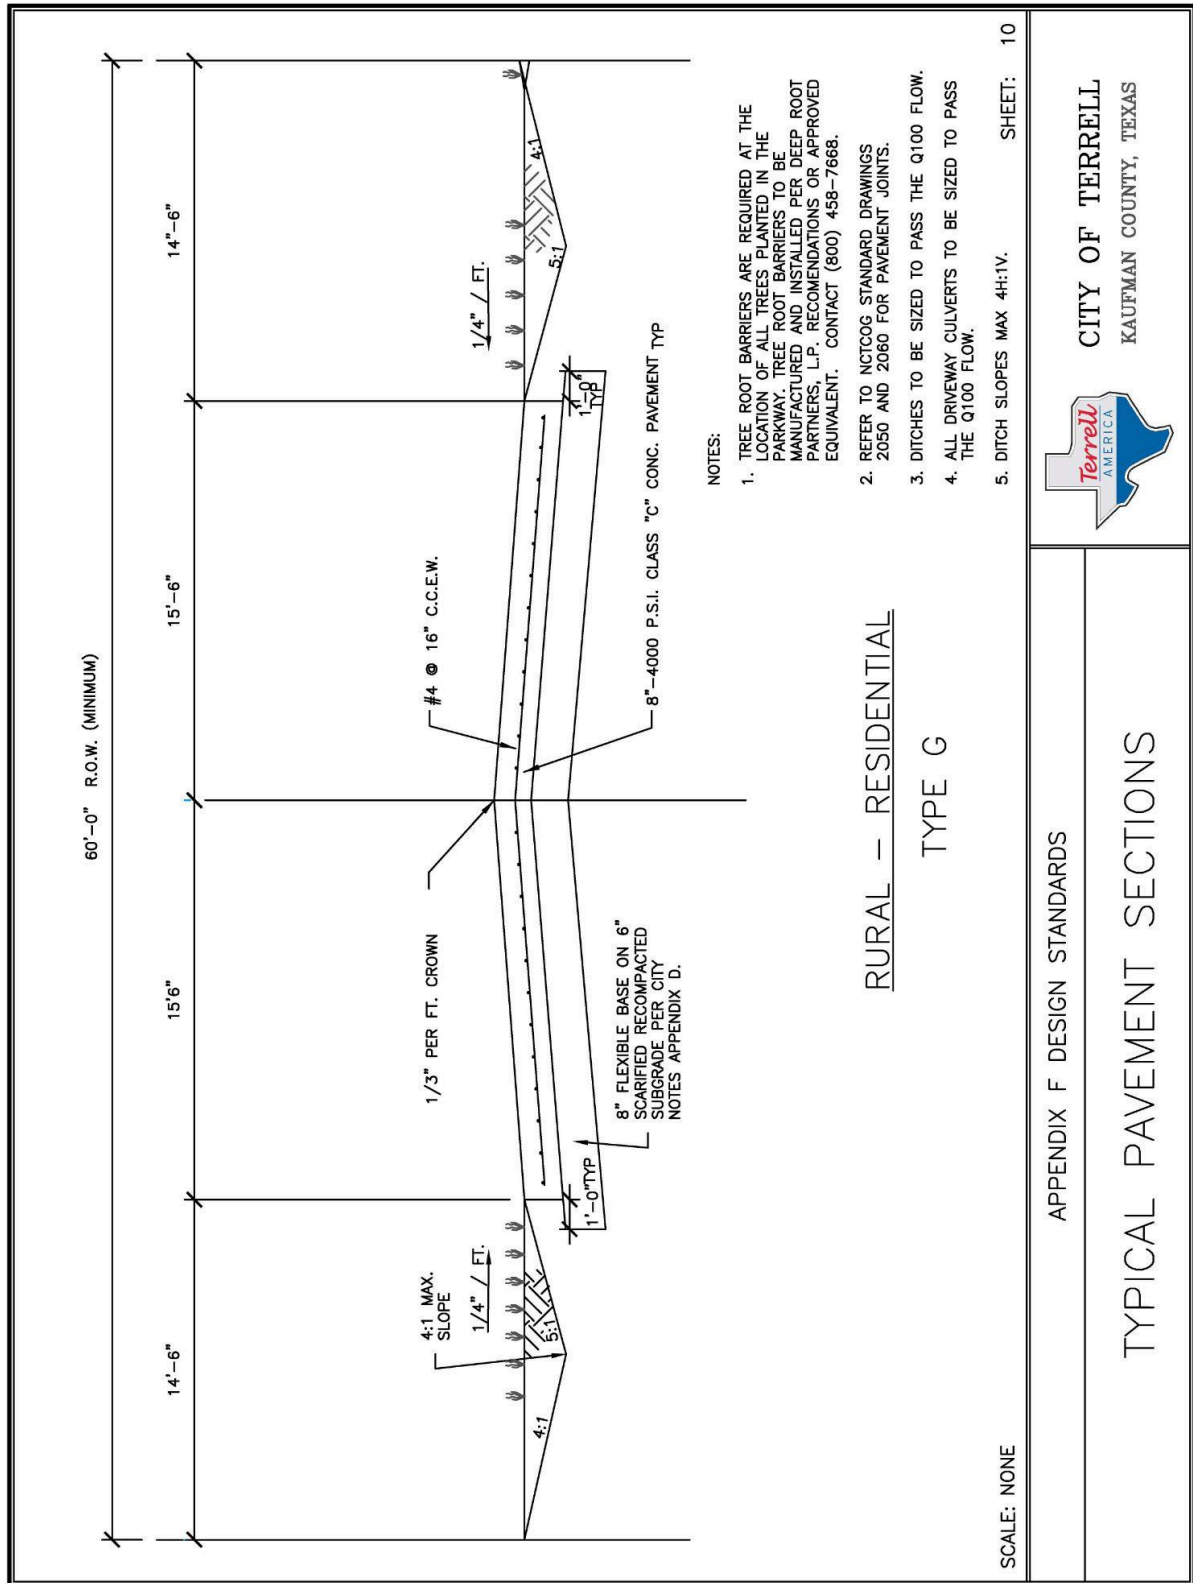 60'-0" R.O.W. (MINIMUM)
14'-6"
15'6"
15'-6"
14"-6"
4:1 MAX.
SLOPE
1/4" / FT.
1/3" PER FT. CROWN
#4 @ 16" C.C.E.W.
1/4" / FT.
4:1
5:1
1'-0"TYP
1'-0"
TYP
5:1
4:1
8" FLEXIBLE BASE ON 6"
SCARIFIED RECOMPACTED
SUBGRADE PER CITY
NOTES APPENDIX D.
8"-4000 P.S.I. CLASS "C" CONC. PAVEMENT TYP
RURAL - RESIDENTIAL
TYPE G
NOTES:
1. TREE ROOT BARRIERS ARE REQUIRED AT THE
LOCATION OF ALL TREES PLANTED IN THE
PARKWAY. TREE ROOT BARRIERS TO BE
MANUFACTURED AND INSTALLED PER DEEP ROOT
PARTNERS, L.P. RECOMENDATIONS OR APPROVED
EQUIVALENT. CONTACT (800) 458-7668.
2. REFER TO NCTCOG STANDARD DRAWINGS
2050 AND 2060 FOR PAVEMENT JOINTS.
3. DITCHES TO BE SIZED TO PASS THE Q100 FLOW.
4. ALL DRIVEWAY CULVERTS TO BE SIZED TO PASS
THE Q100 FLOW.
5. DITCH SLOPES MAX 4H:1V.
SCALE: NONE
SHEET: 10
APPENDIX F DESIGN STANDARDS
TYPICAL PAVEMENT SECTIONS
Terrell
AMERICA
CITY OF TERRELL
KAUFMAN COUNTY, TEXAS